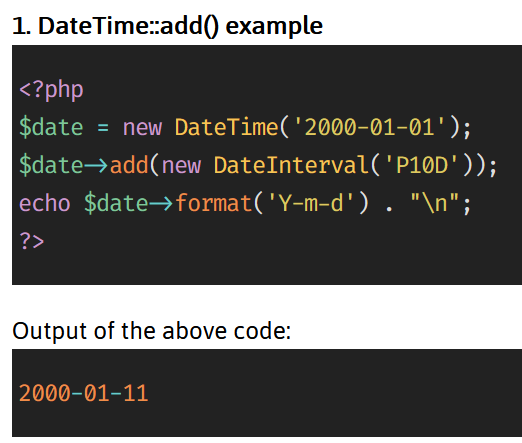 1. DateTime::add() example
<?php
$date = new DateTime('2000-01-01');
$date->add(new DateInterval('P10D'));
echo $date->format('Y-m-d') . "\n";
?>
Output of the above code:
2000-01-11